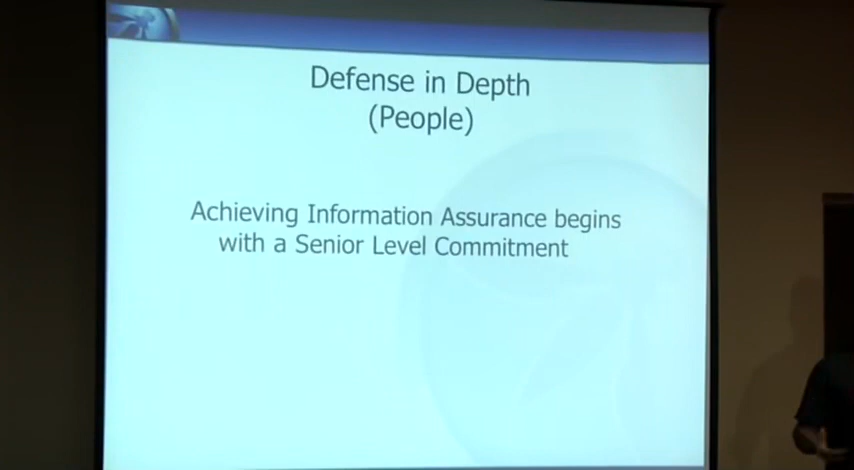 Defense in Depth
(People)
Achieving Information Assurance begins
with a Senior Level Commitment